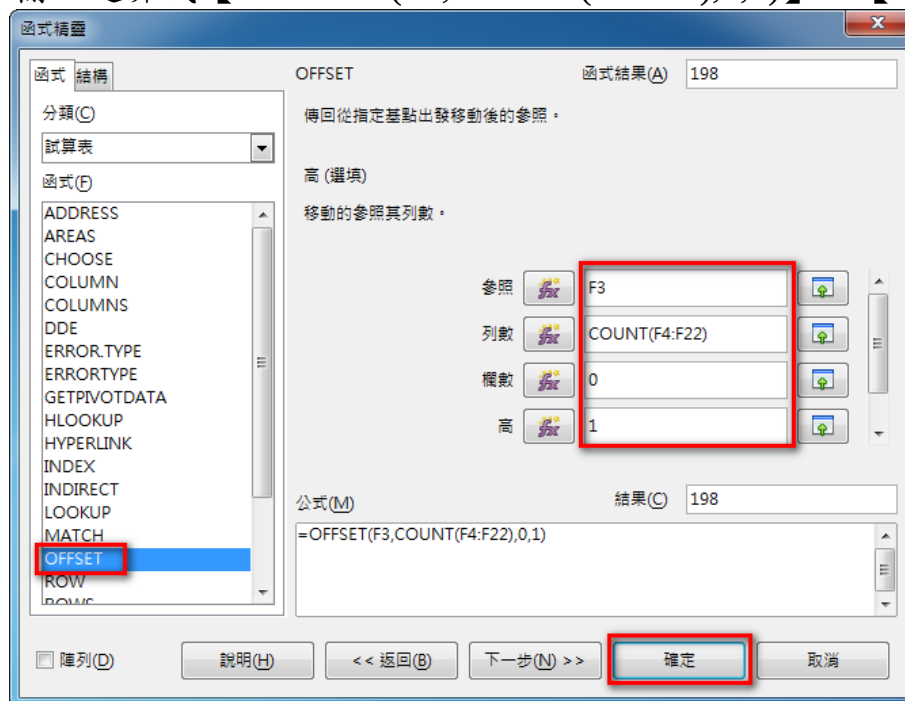 函式精靈
函式 結構
OFFSET
函式結果(A) 198
分類(C)
傳回從指定基點出發移動後的參照。
試算表
函式(F)
高 (選填)
移動的參照其列數。
ADDRESS
AREAS
CHOOSE
COLUMN
COLUMNS
DDE
ERROR.TYPE
ERRORTYPE
GETPIVOTDATA
HLOOKUP
HYPERLINK
INDEX
INDIRECT
LOOKUP
MATCH
OFFSET
ROW
參照 fx F3
列數 fx COUNT(F4:F22)
欄數 fx 0
高 fx 1
公式(M) 結果(C) 198
=OFFSET(F3,COUNT(F4:F22),0,1)
陣列(D) 說明(H) << 返回(B) 下一步(N) >> 確定 取消